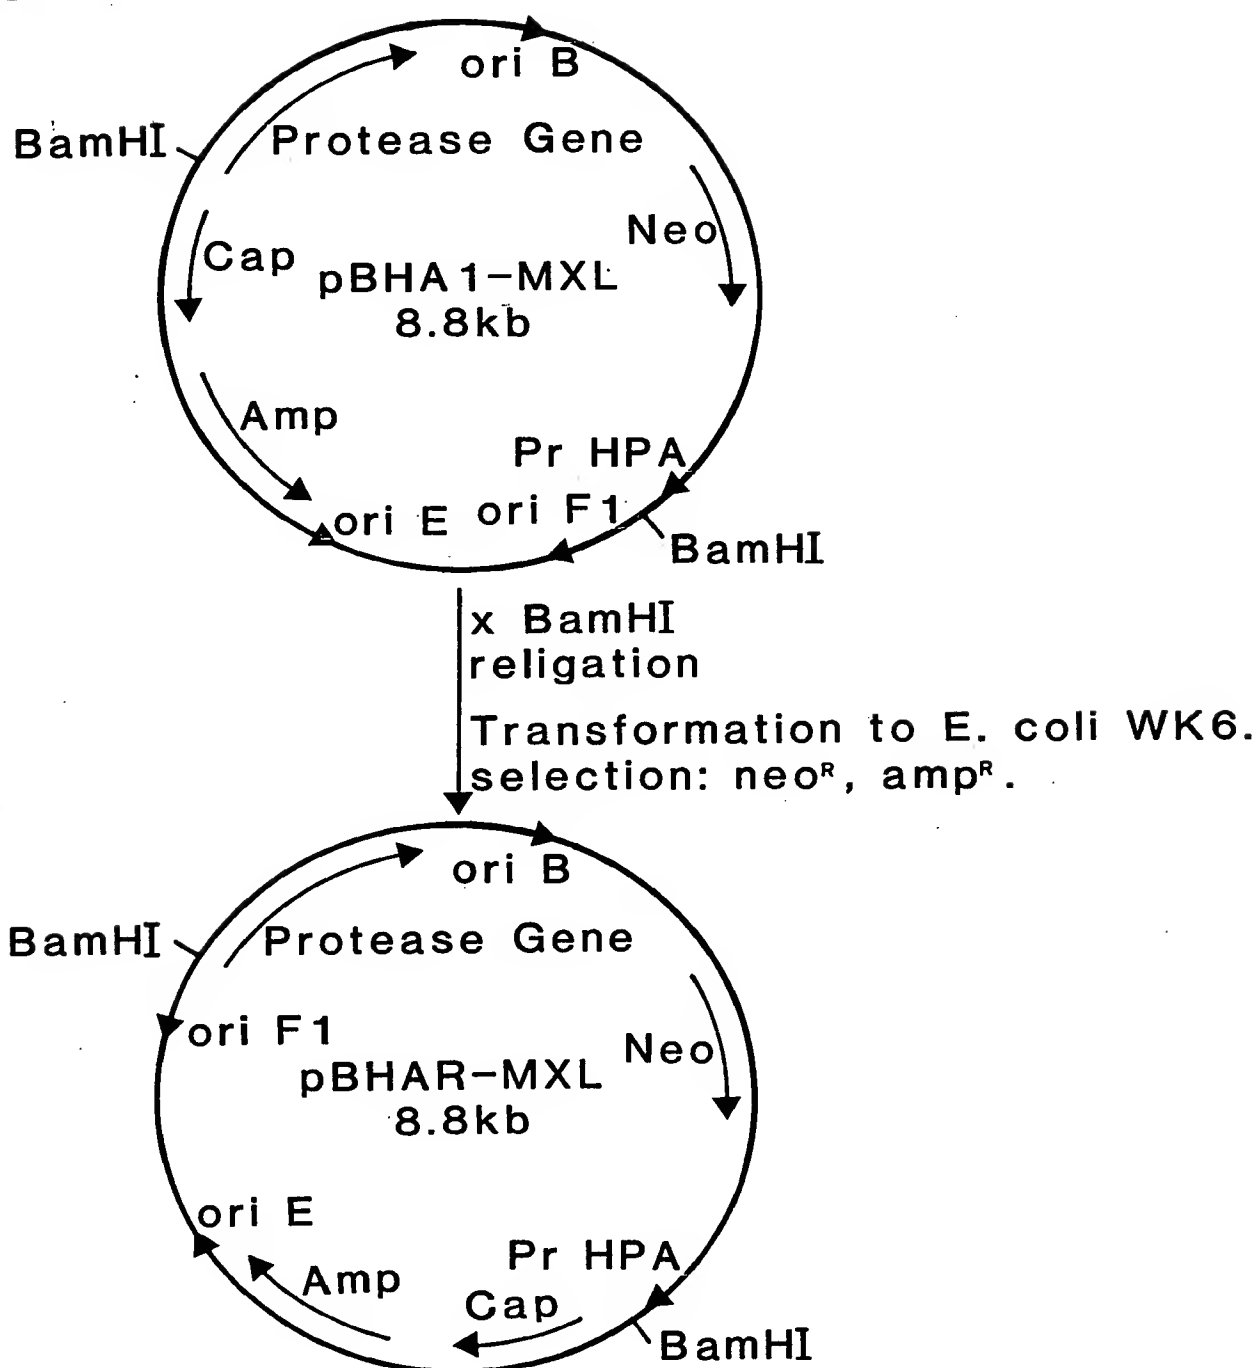 ori B
BamHI
Protease Gene
Neo
Cap
pBHA1-MXL
8.8kb
Amp
Pr HPA
ori E
ori F1
BamHI
x BamHI
religation
Transformation to E. coli WK6.
selection: neoᴿ, ampᴿ.
ori B
BamHI
Protease Gene
ori F1
Neo
pBHAR-MXL
8.8kb
ori E
Pr HPA
Amp
Cap
BamHI